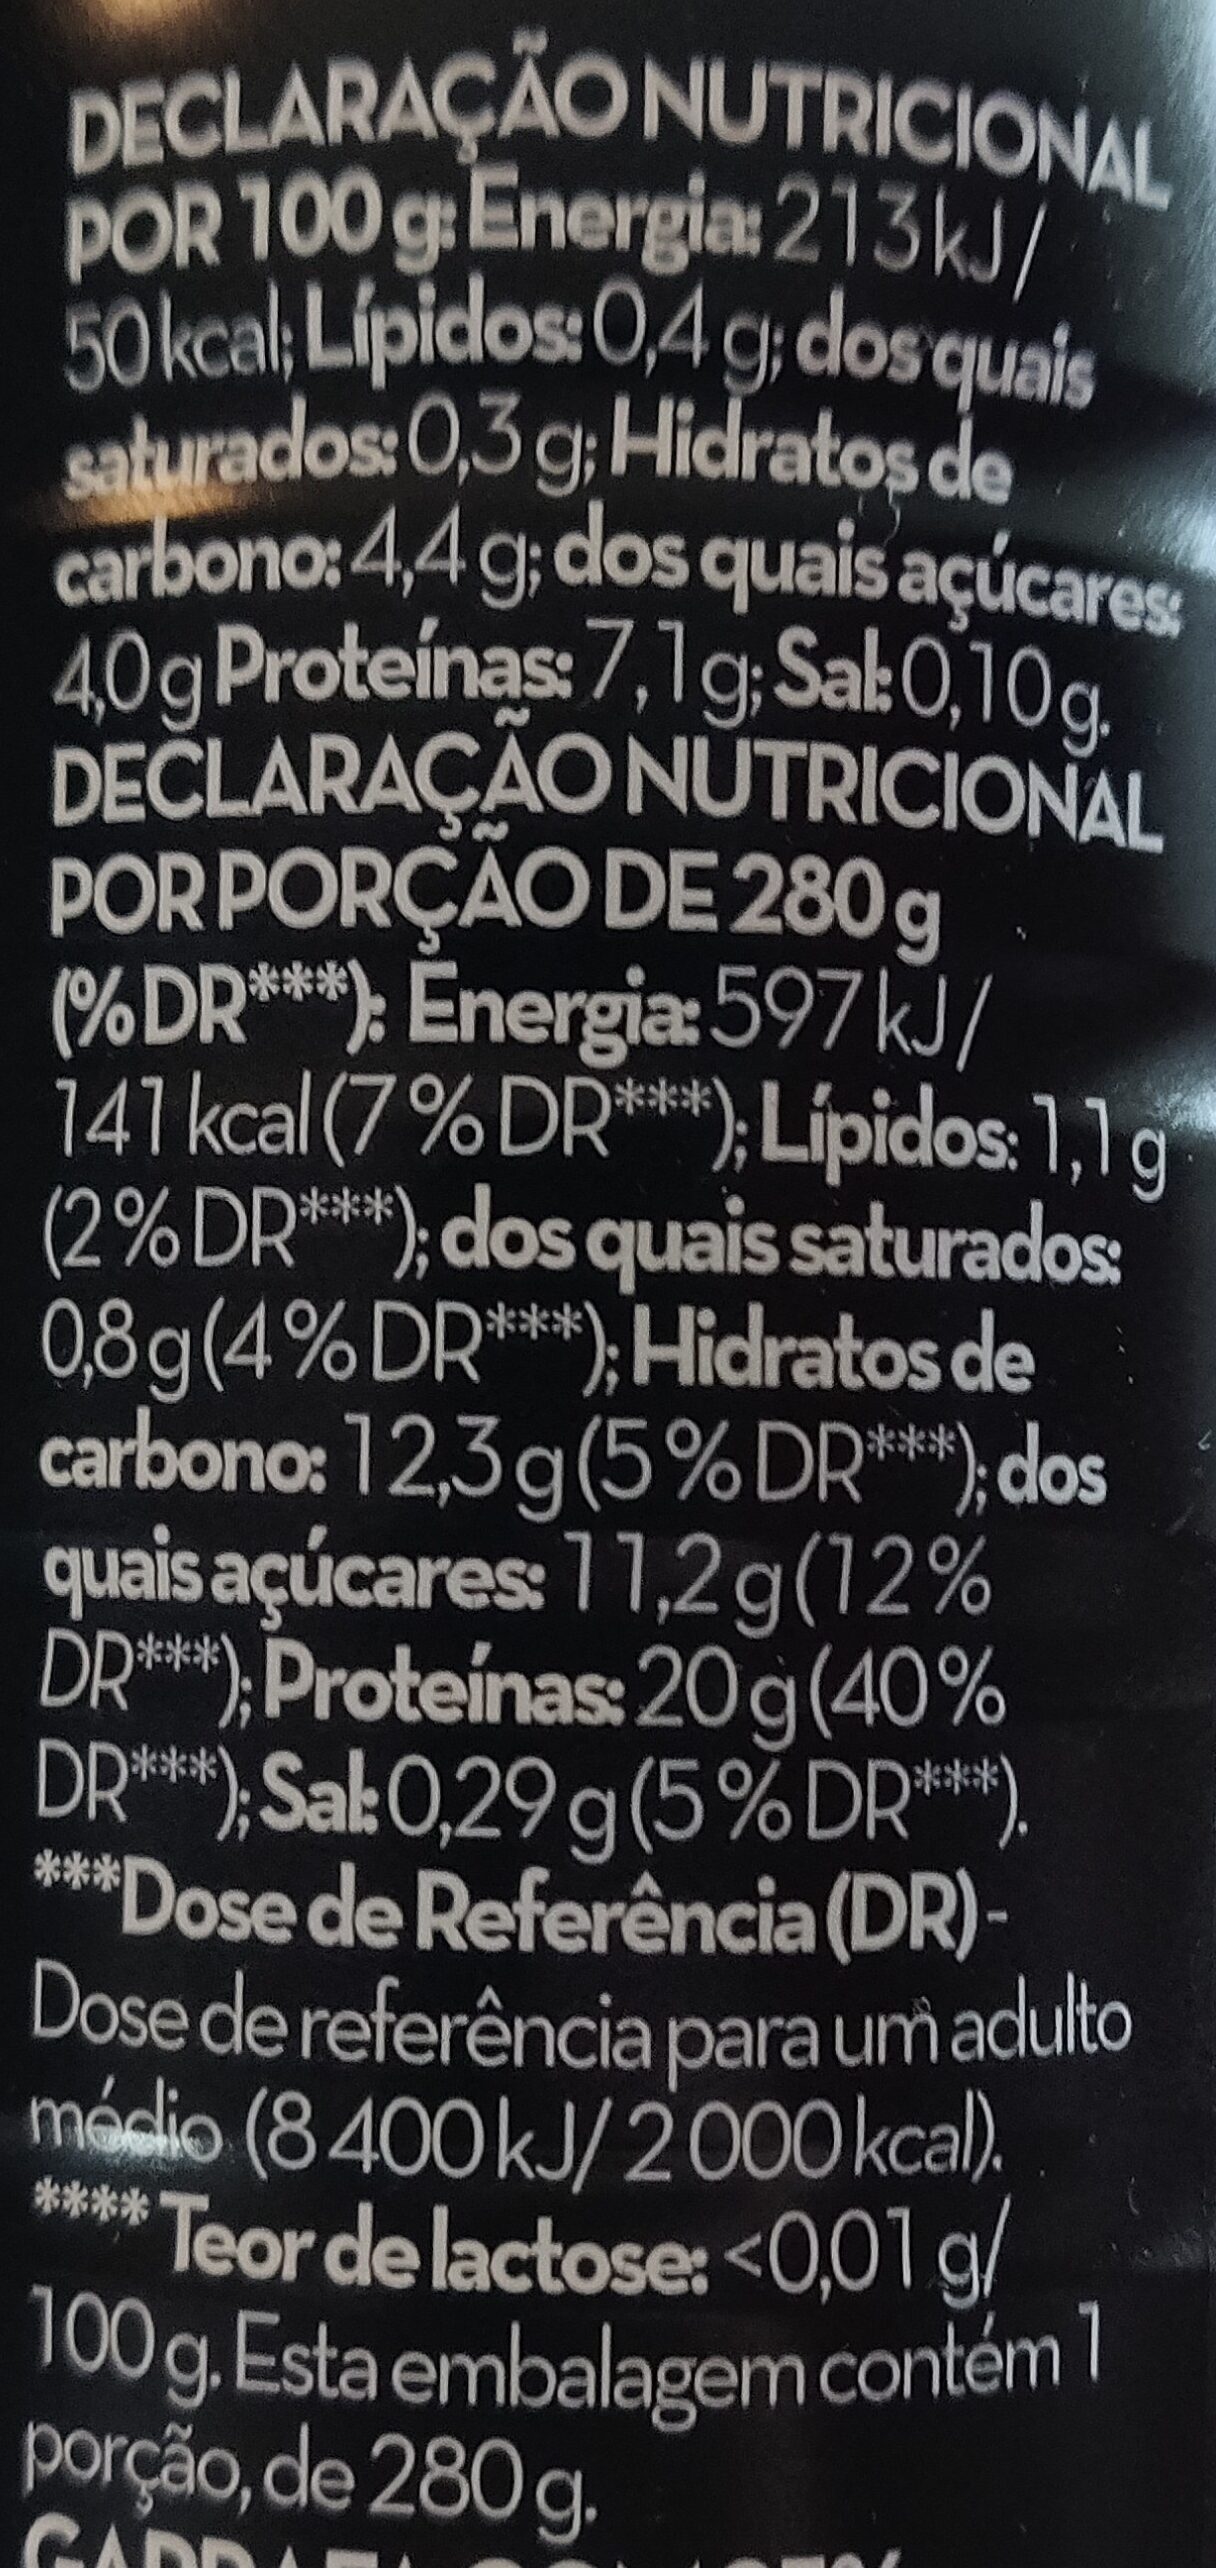 DECLARAÇÃO NUTRICIONAL
POR 100 g: Energia: 213 kJ/
50 kcal; Lípidos: 0,4 g; dos quais
saturados: 0,3 g; Hidratos de
carbono: 4,4 g; dos quais açúcares:
4,0 g Proteínas: 7,1 g; Sal: 0,10 g.
DECLARAÇÃO NUTRICIONAL
POR PORÇÃO DE 280 g
(% DR***): Energia: 597 kJ/
141 kcal (7 % DR***); Lípidos: 1,1 g
(2 % DR***); dos quais saturados:
0,8 g (4 % DR***); Hidratos de
carbono: 12,3 g (5 % DR***); dos
quais açúcares: 11,2 g (12 %
DR***); Proteínas: 20 g (40 %
DR***); Sal: 0,29 g (5 % DR***).
***Dose de Referência (DR) -
Dose de referência para um adulto
médio (8 400 kJ/ 2 000 kcal).
**** Teor de lactose: <0,01 g/
100 g. Esta embalagem contém 1
porção, de 280 g.